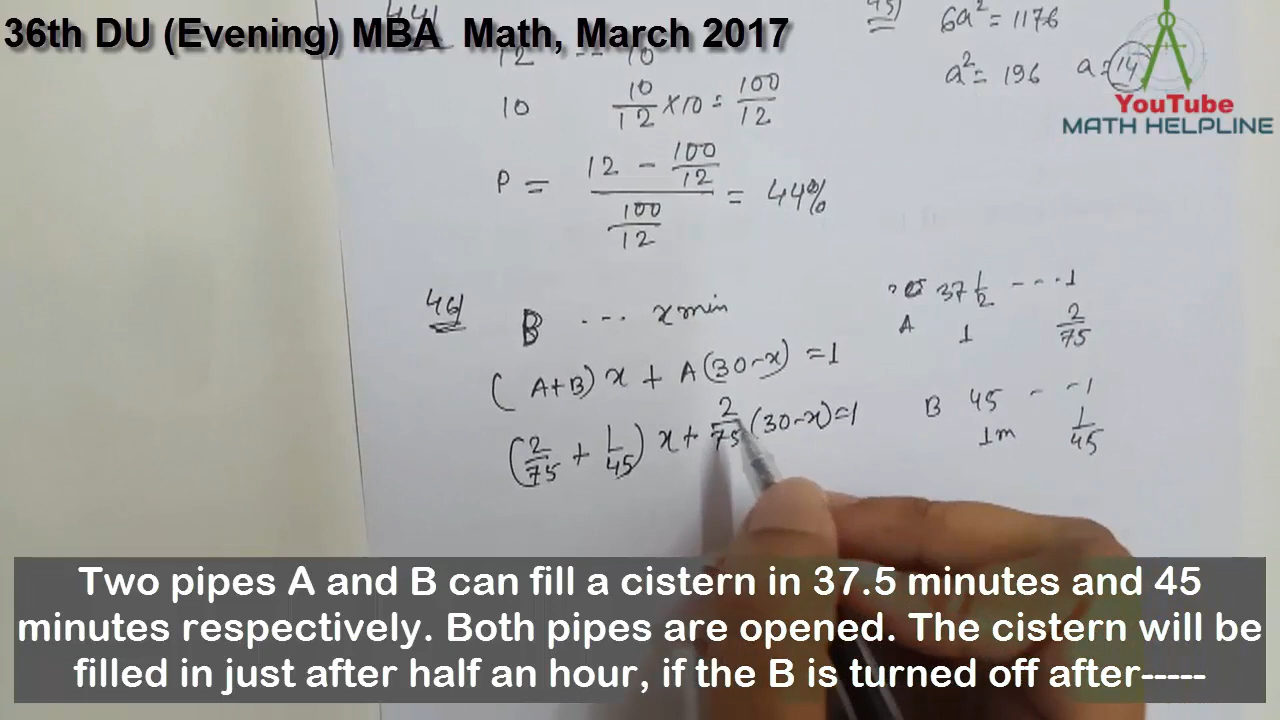 36th DU (Evening) MBA Math, March 2017
44)
12 --- 10
10 10/12 × 10 = 100/12
P = (12 - 100/12) / (100/12) = 44%
45) 6a² = 1176
a² = 196 a = 14
YouTube
MATH HELPLINE
46) B --- x min
(A+B) x + A (30-x) = 1
(2/75 + 1/45) x + 2/75 (30-x) = 1
37 1/2 --- 1
A 1 2/75
B 45 - - 1
1m 1/45
Two pipes A and B can fill a cistern in 37.5 minutes and 45
minutes respectively. Both pipes are opened. The cistern will be
filled in just after half an hour, if the B is turned off after-----